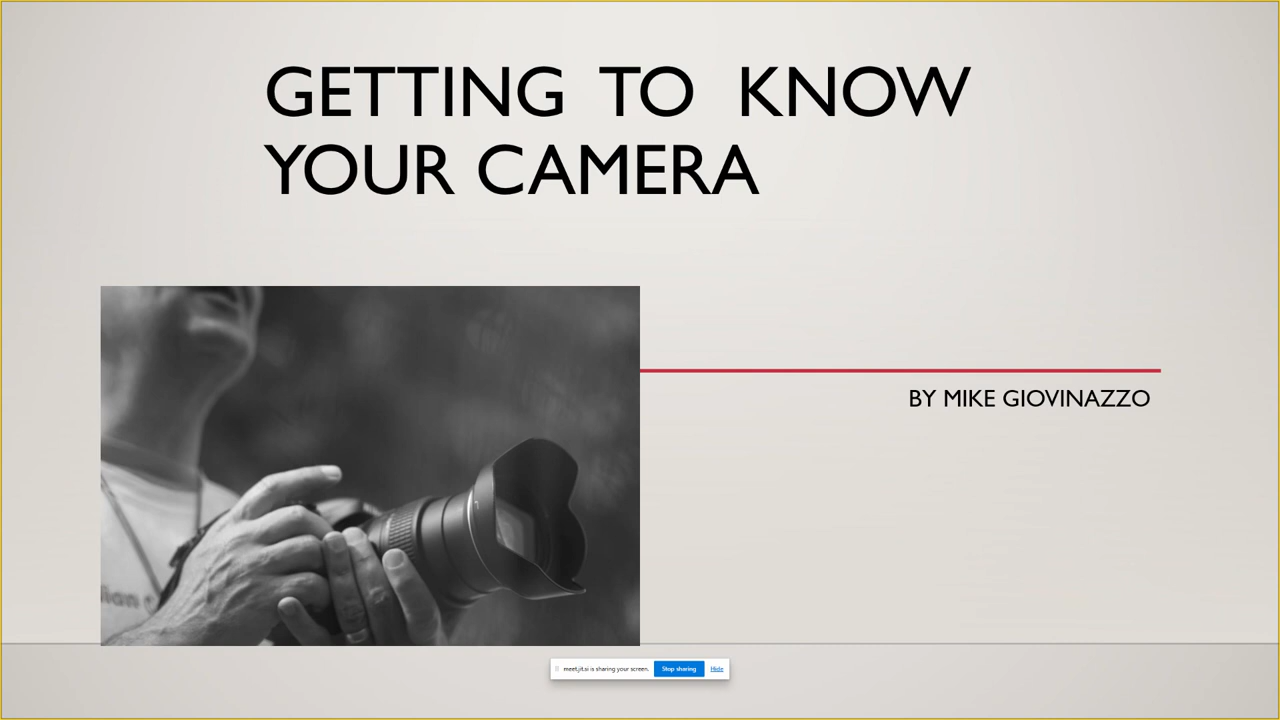 GETTING TO KNOW
YOUR CAMERA
BY MIKE GIOVINAZZO
meet.jit.si is sharing your screen.
Stop sharing
Hide